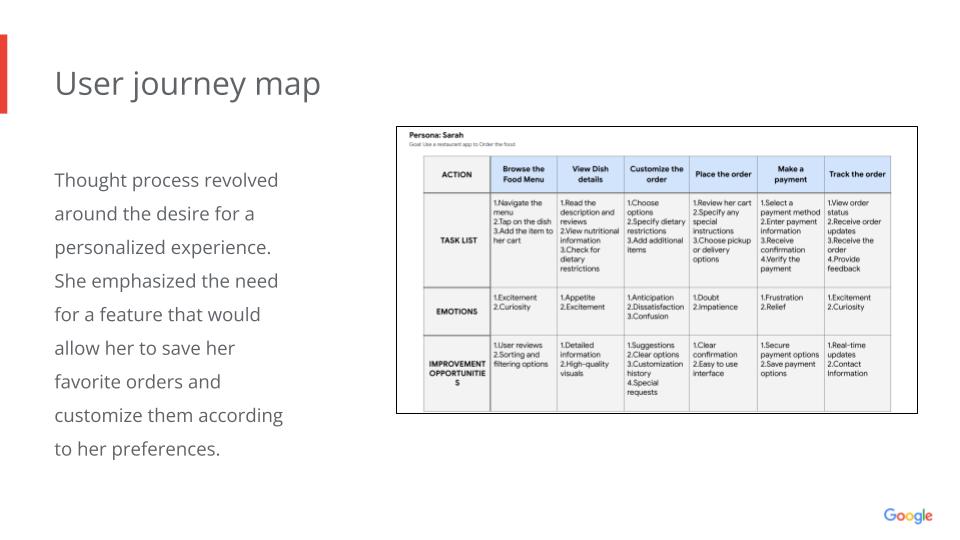 User journey map
Thought process revolved
around the desire for a
personalized experience.
She emphasized the need
for a feature that would
allow her to save her
favorite orders and
customize them according
to her preferences.
Persona: Sarah
Goal: Use a restaurant app to Order the food
ACTION
Browse the
Food Menu
View Dish
details
Customize the
order
Place the order
Make a
payment
Track the order
TASK LIST
1.Navigate the
menu
2.Tap on the dish
3.Add the item to
her cart
1.Read the
description and
reviews
2.View nutritional
information
3.Check for
dietary
restrictions
1.Choose
options
2.Specify dietary
restrictions
3.Add additional
items
1.Review her cart
2.Specify any
special
instructions
3.Choose pickup
or delivery
options
1.Select a
payment method
2.Enter payment
information
3.Receive
confirmation
4.Verify the
payment
1.View order
status
2.Receive order
updates
3.Receive the
order
4.Provide
feedback
EMOTIONS
1.Excitement
2.Curiosity
1.Appetite
2.Excitement
1.Anticipation
2.Dissatisfaction
3.Confusion
1.Doubt
2.Impatience
1.Frustration
2.Relief
1.Excitement
2.Curiosity
IMPROVEMENT
OPPORTUNITIE
S
1.User reviews
2.Sorting and
filtering options
1.Detailed
information
2.High-quality
visuals
1.Suggestions
2.Clear options
3.Customization
history
4.Special
requests
1.Clear
confirmation
2.Easy to use
interface
1.Secure
payment options
2.Save payment
options
1.Real-time
updates
2.Contact
Information
Google